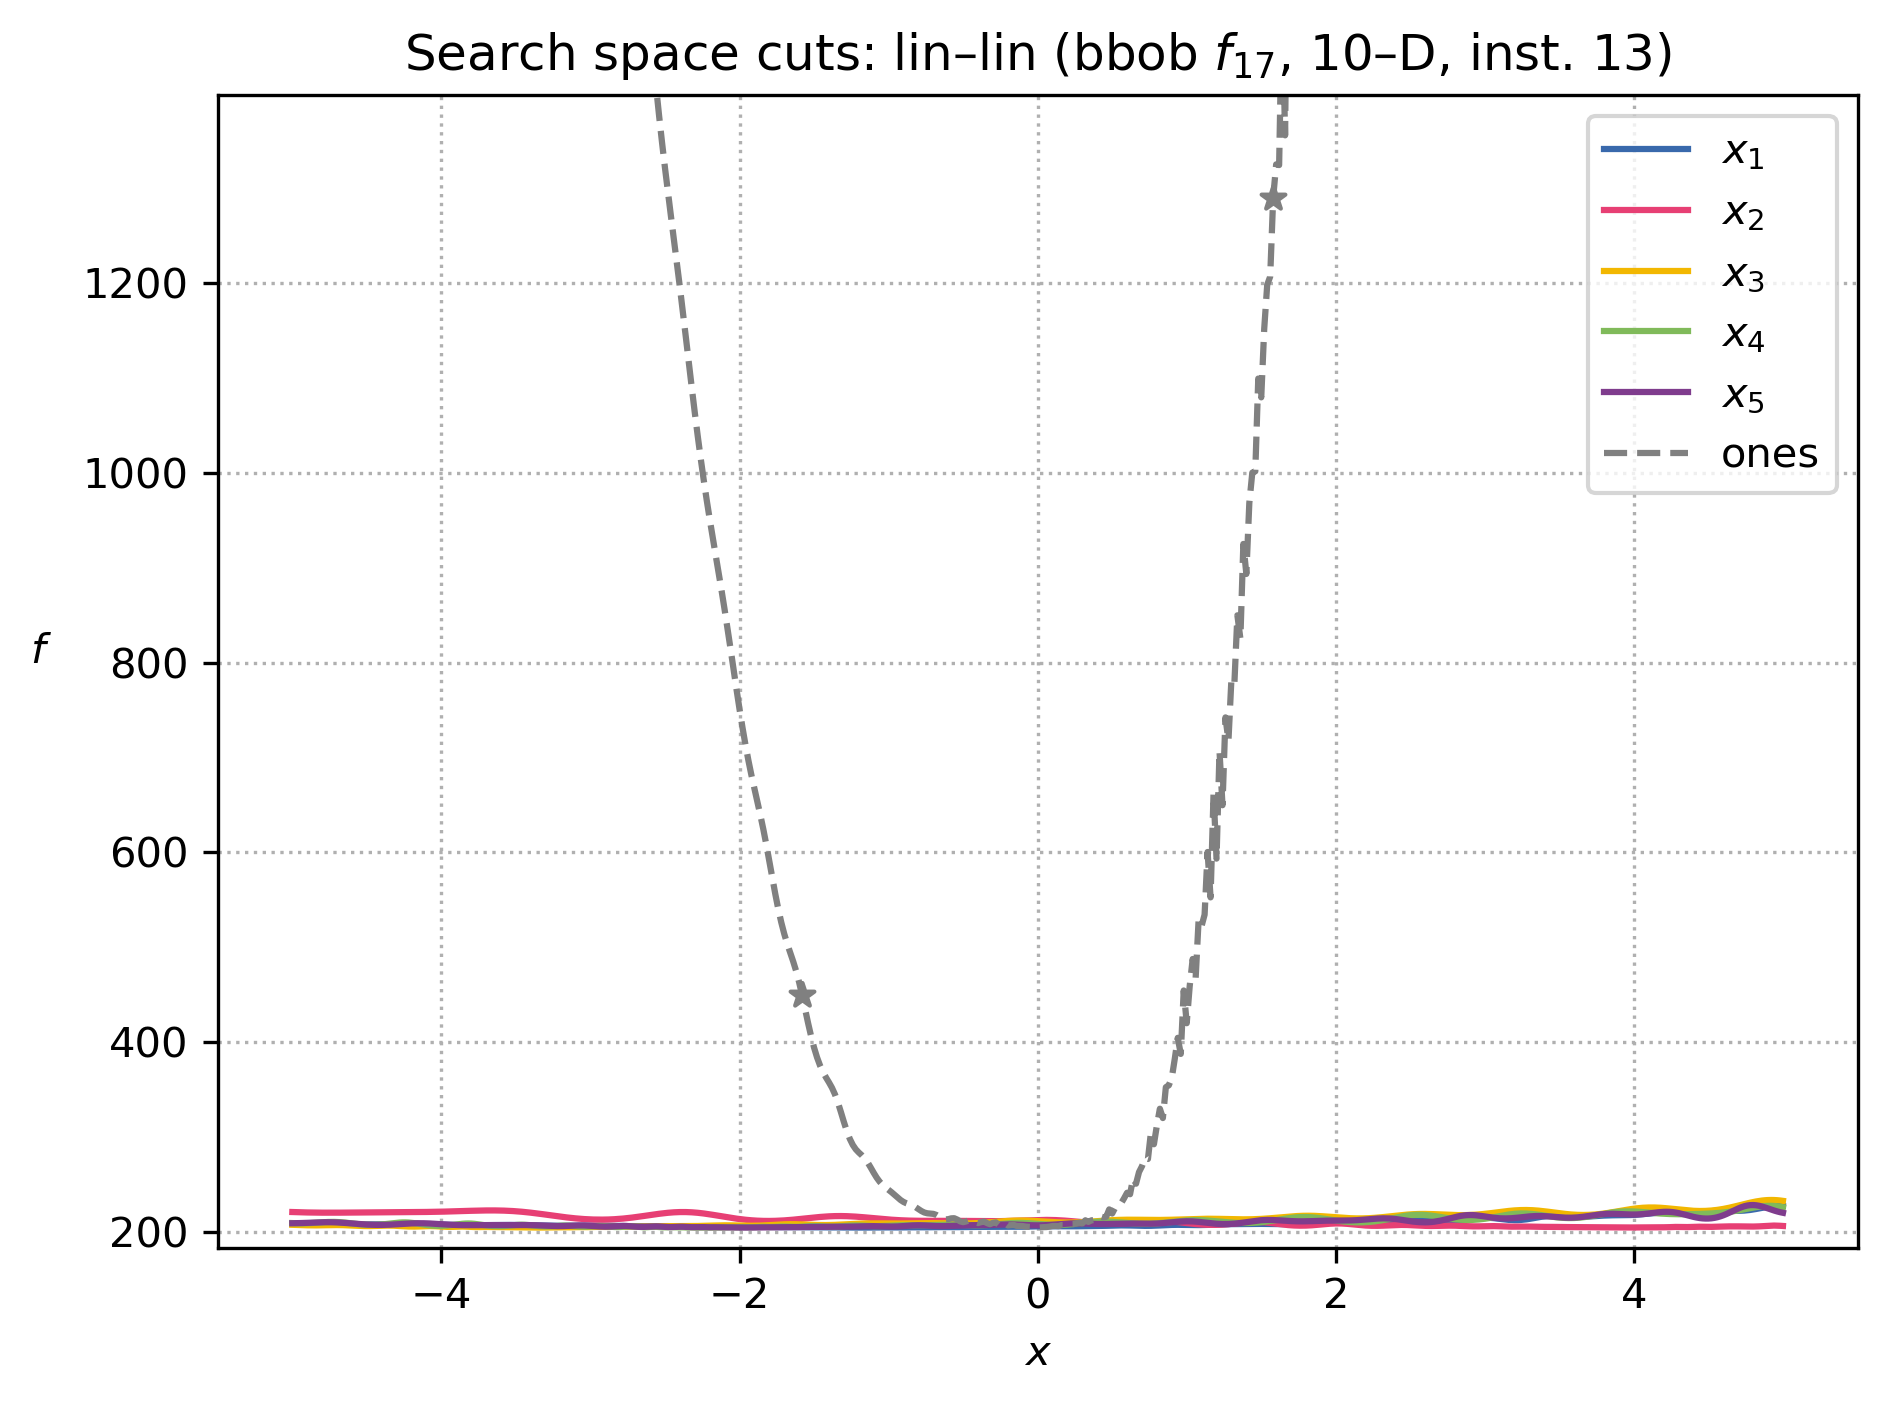 Search space cuts: lin–lin (bbob f₁₇, 10–D, inst. 13)
x₁
x₂
x₃
x₄
x₅
ones
1200
1000
800
600
400
200
f
−4 −2 0 2 4
x